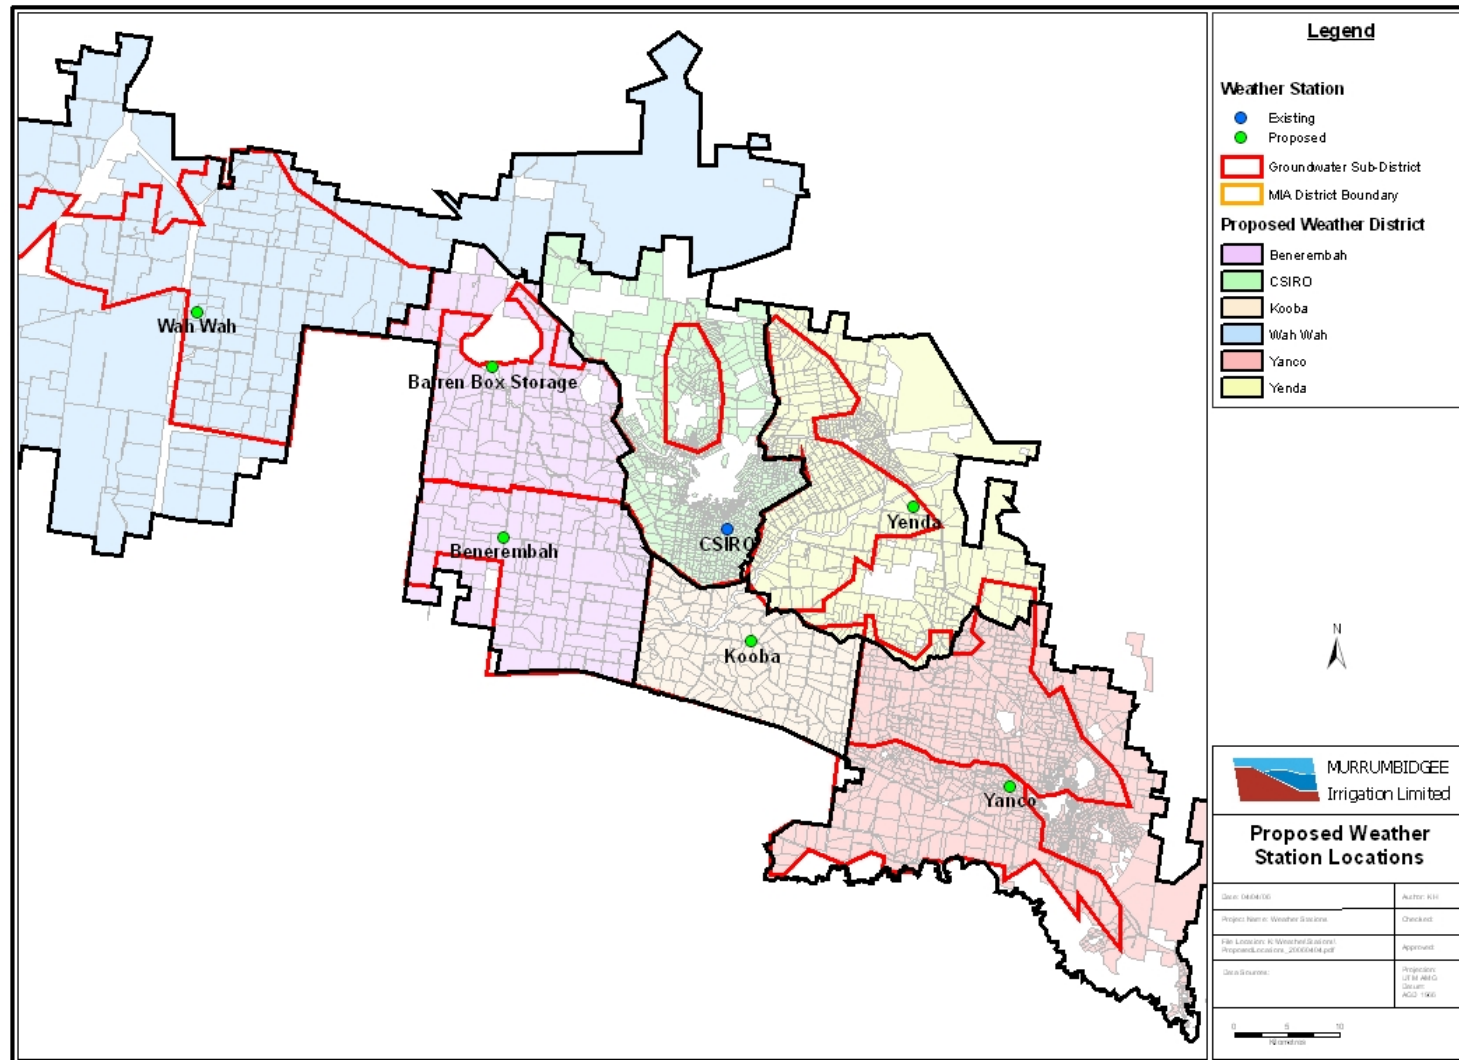 Wah Wah
Barren Box Storage
Benerembah
CSIRO
Yenda
Kooba
Yanco
Legend
Weather Station
Existing
Proposed
Groundwater Sub-District
MIA District Boundary
Proposed Weather District
Benerembah
CSIRO
Kooba
Wah Wah
Yanco
Yenda
N
MURRUMBIDGEE
Irrigation Limited
Proposed Weather
Station Locations
Author: KH
Project Name: Weather Stations
Checked:
Approved:
Data Sources:
Projection:
0 5 10
Kilometres